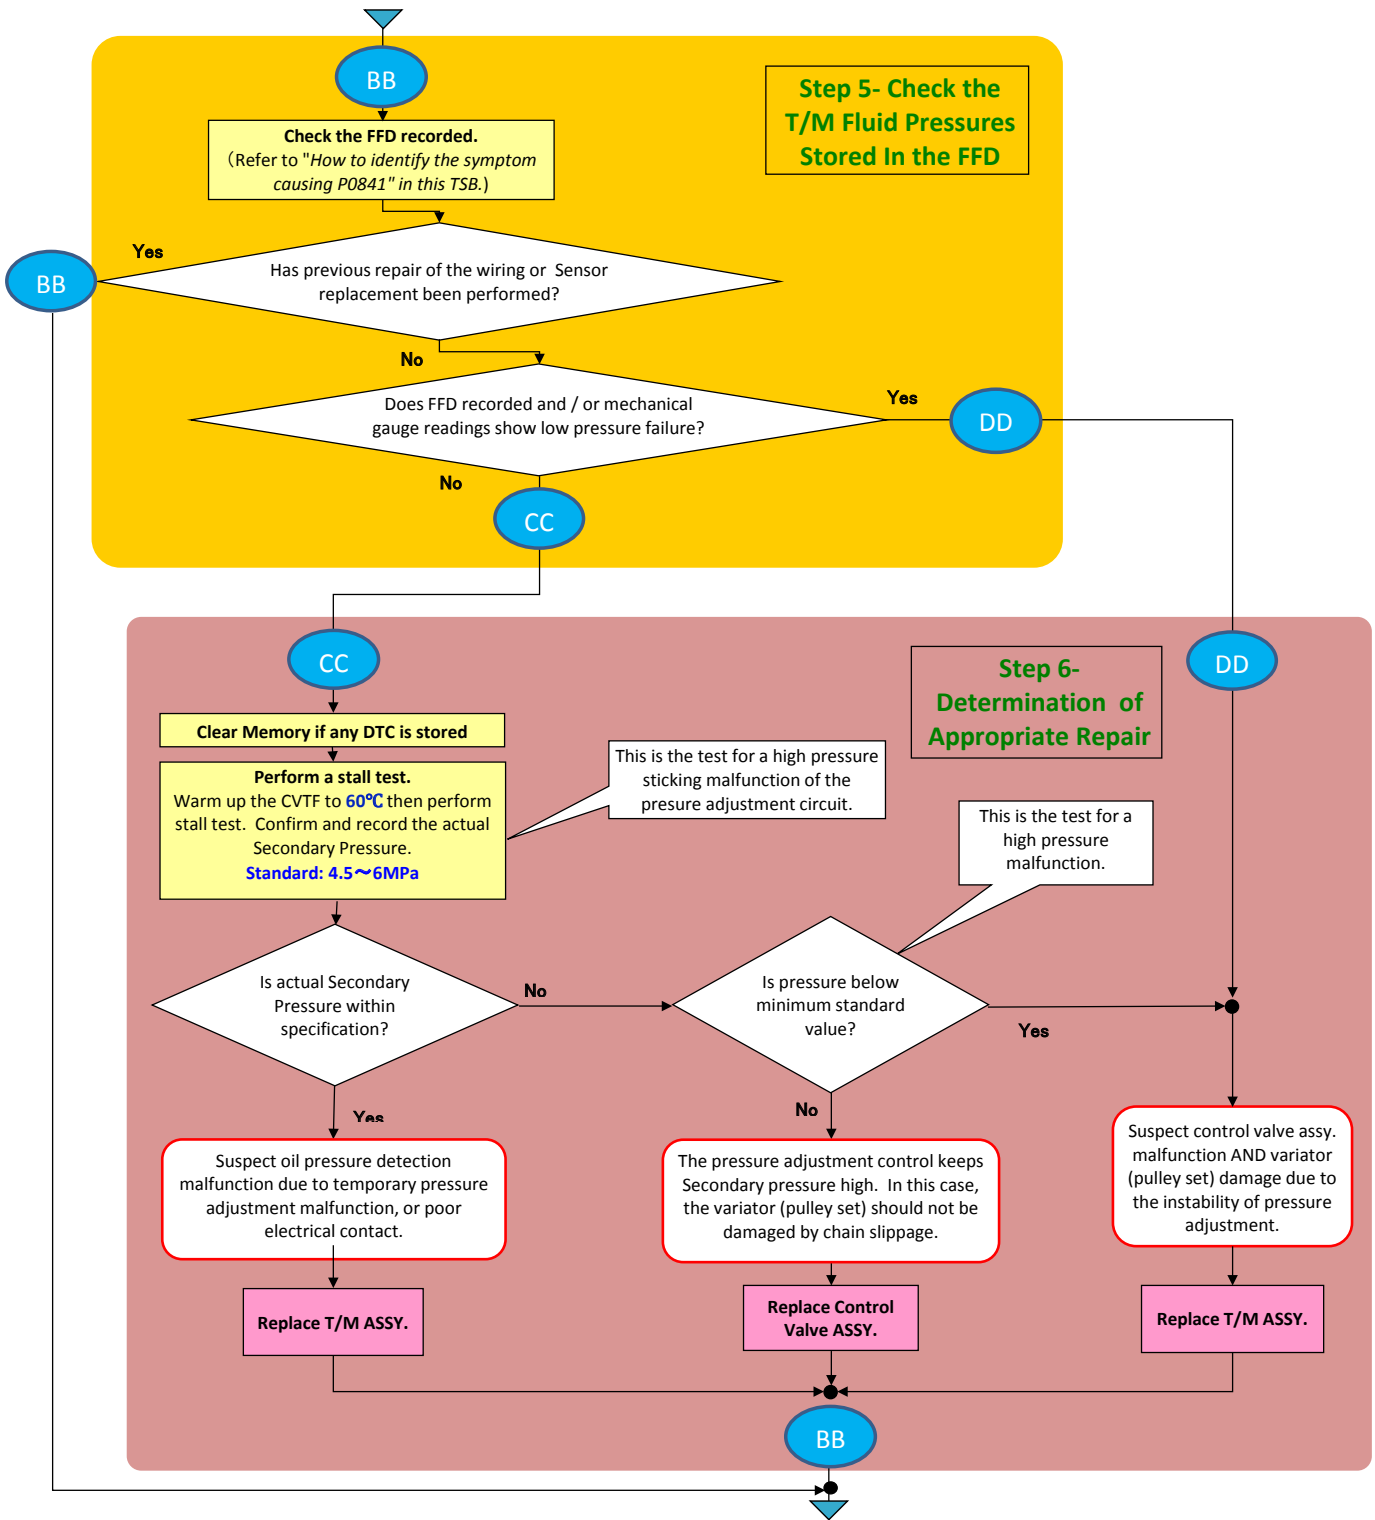 BB
Step 5- Check the
T/M Fluid Pressures
Stored In the FFD
Check the FFD recorded.
(Refer to "How to identify the symptom
causing P0841" in this TSB.)
Yes
BB
Has previous repair of the wiring or Sensor
replacement been performed?
No
Does FFD recorded and / or mechanical
gauge readings show low pressure failure?
Yes
DD
No
CC
CC
Step 6-
Determination of
Appropriate Repair
DD
Clear Memory if any DTC is stored
Perform a stall test.
Warm up the CVTF to 60℃ then perform
stall test. Confirm and record the actual
Secondary Pressure.
Standard: 4.5～6MPa
This is the test for a high pressure
sticking malfunction of the
presure adjustment circuit.
This is the test for a
high pressure
malfunction.
Is actual Secondary
Pressure within
specification?
No
Is pressure below
minimum standard
value?
Yes
Yes
No
Suspect oil pressure detection
malfunction due to temporary pressure
adjustment malfunction, or poor
electrical contact.
The pressure adjustment control keeps
Secondary pressure high. In this case,
the variator (pulley set) should not be
damaged by chain slippage.
Suspect control valve assy.
malfunction AND variator
(pulley set) damage due to
the instability of pressure
adjustment.
Replace T/M ASSY.
Replace Control
Valve ASSY.
Replace T/M ASSY.
BB